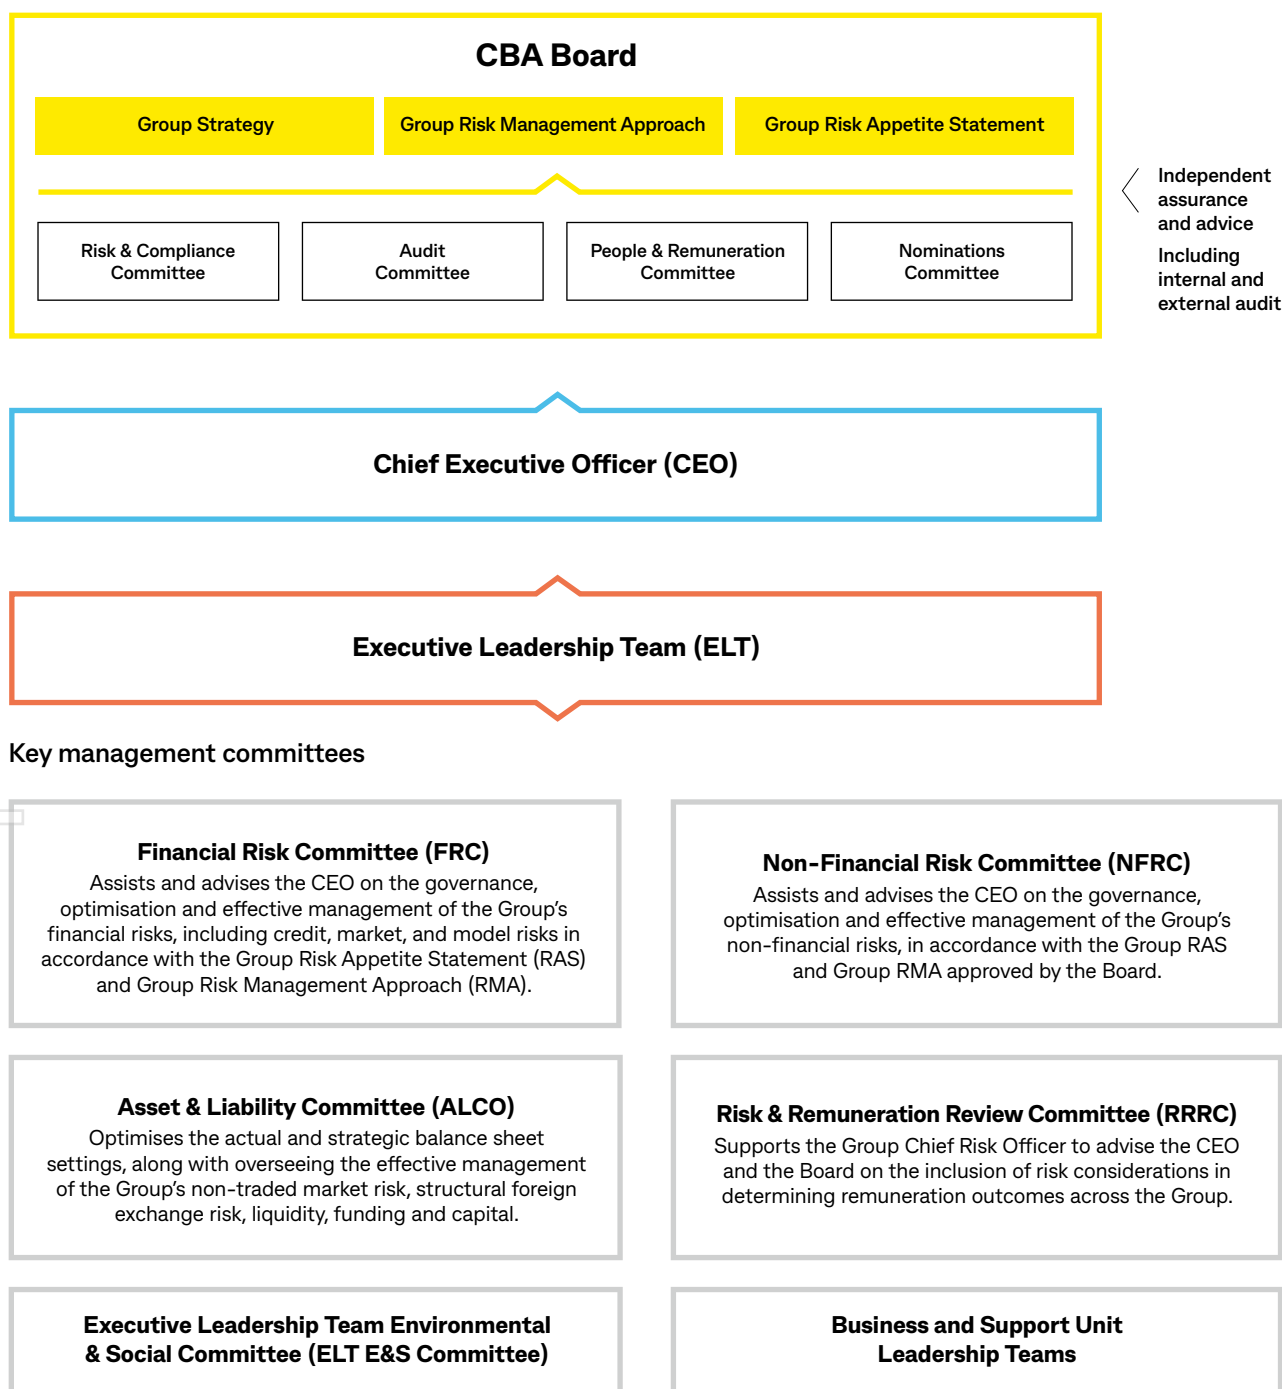 CBA Board
Group Strategy
Group Risk Management Approach
Group Risk Appetite Statement
Risk & Compliance
Committee
Audit
Committee
People & Remuneration
Committee
Nominations
Committee
Independent
assurance
and advice
Including
internal and
external audit
Chief Executive Officer (CEO)
Executive Leadership Team (ELT)
Key management committees
Financial Risk Committee (FRC)
Assists and advises the CEO on the governance,
optimisation and effective management of the Group's
financial risks, including credit, market, and model risks in
accordance with the Group Risk Appetite Statement (RAS)
and Group Risk Management Approach (RMA).
Non-Financial Risk Committee (NFRC)
Assists and advises the CEO on the governance,
optimisation and effective management of the Group's
non-financial risks, in accordance with the Group RAS
and Group RMA approved by the Board.
Asset & Liability Committee (ALCO)
Optimises the actual and strategic balance sheet
settings, along with overseeing the effective management
of the Group's non-traded market risk, structural foreign
exchange risk, liquidity, funding and capital.
Risk & Remuneration Review Committee (RRRC)
Supports the Group Chief Risk Officer to advise the CEO
and the Board on the inclusion of risk considerations in
determining remuneration outcomes across the Group.
Executive Leadership Team Environmental
& Social Committee (ELT E&S Committee)
Business and Support Unit
Leadership Teams